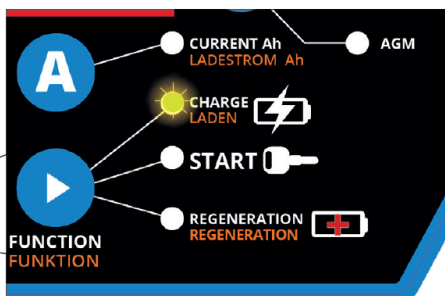 A
CURRENT Ah
LADESTROM Ah
AGM
CHARGE
LADEN
START
REGENERATION
REGENERATION
FUNCTION
FUNKTION